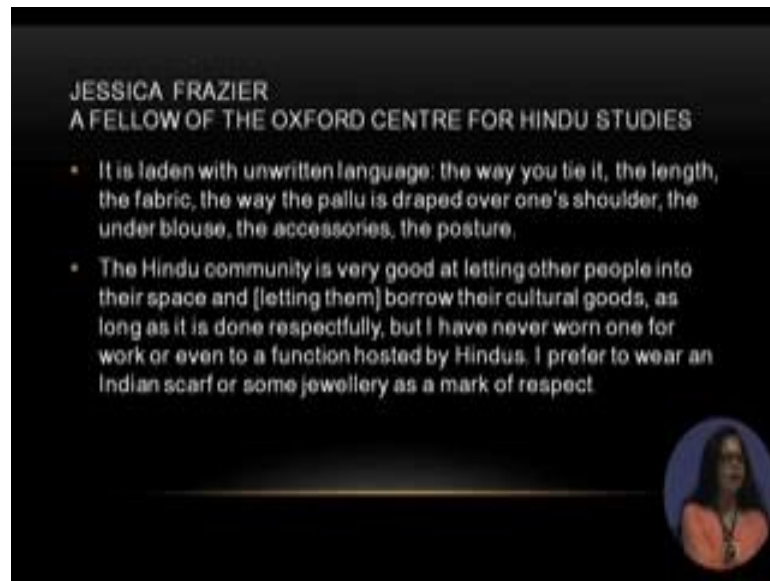 JESSICA FRAZIER
A FELLOW OF THE OXFORD CENTRE FOR HINDU STUDIES
• It is laden with unwritten language: the way you tie it, the length,
the fabric, the way the pallu is draped over one's shoulder, the
under blouse, the accessories, the posture.
• The Hindu community is very good at letting other people into
their space and [letting them] borrow their cultural goods, as
long as it is done respectfully, but I have never worn one for
work or even to a function hosted by Hindus. I prefer to wear an
Indian scarf or some jewellery as a mark of respect